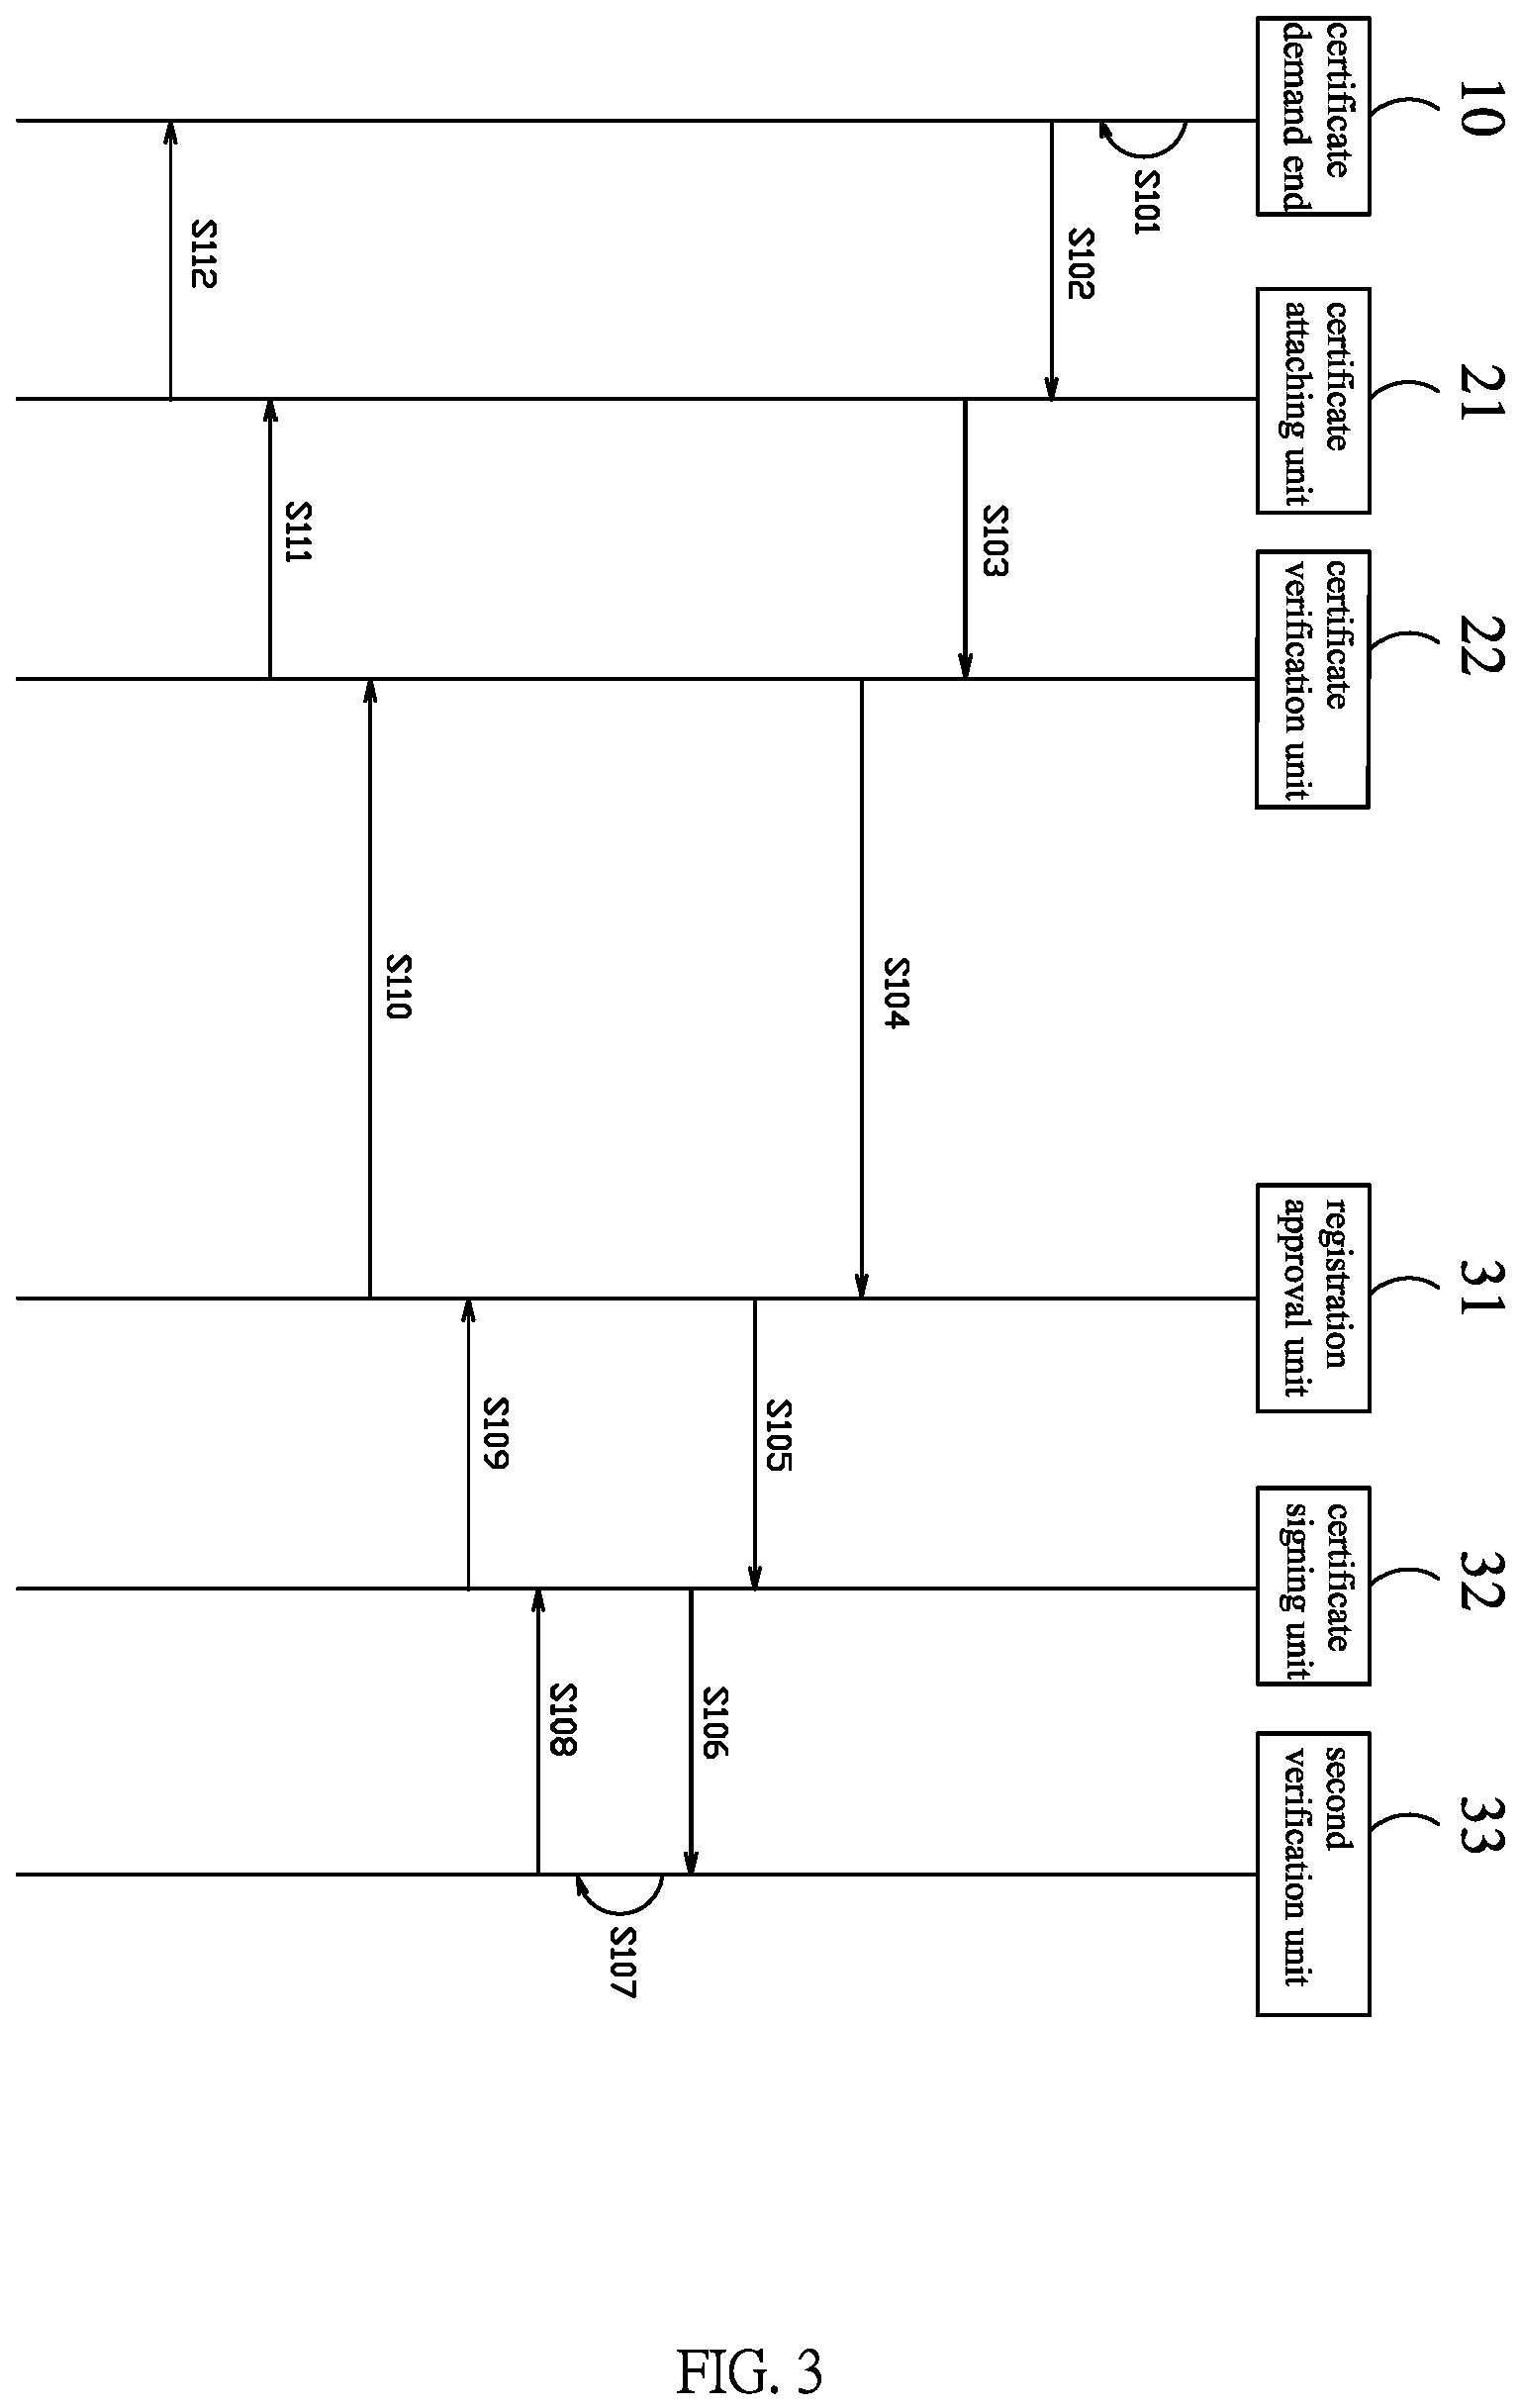 10
21
22
31
32
33
certificate
demand end
certificate
attaching unit
certificate
verification unit
registration
approval unit
certificate
signing unit
second
verification unit
S101
S102
S103
S104
S105
S106
S107
S108
S109
S110
S111
S112
FIG. 3